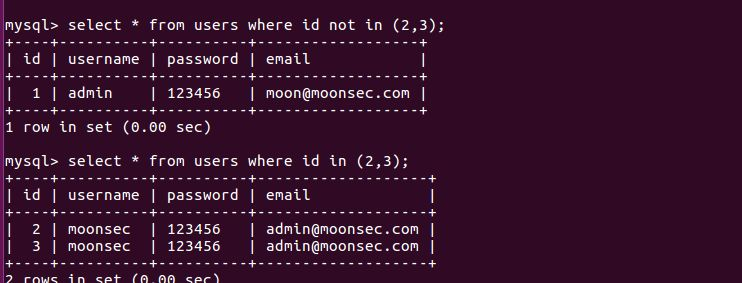 mysql> select * from users where id not in (2,3);
+----+----------+----------+------------------+
| id | username | password | email            |
+----+----------+----------+------------------+
|  1 | admin    | 123456   | moon@moonsec.com |
+----+----------+----------+------------------+
1 row in set (0.00 sec)

mysql> select * from users where id in (2,3);
+----+----------+----------+-------------------+
| id | username | password | email             |
+----+----------+----------+-------------------+
|  2 | moonsec  | 123456   | admin@moonsec.com |
|  3 | moonsec  | 123456   | admin@moonsec.com |
+----+----------+----------+-------------------+
2 rows in set (0.00 sec)